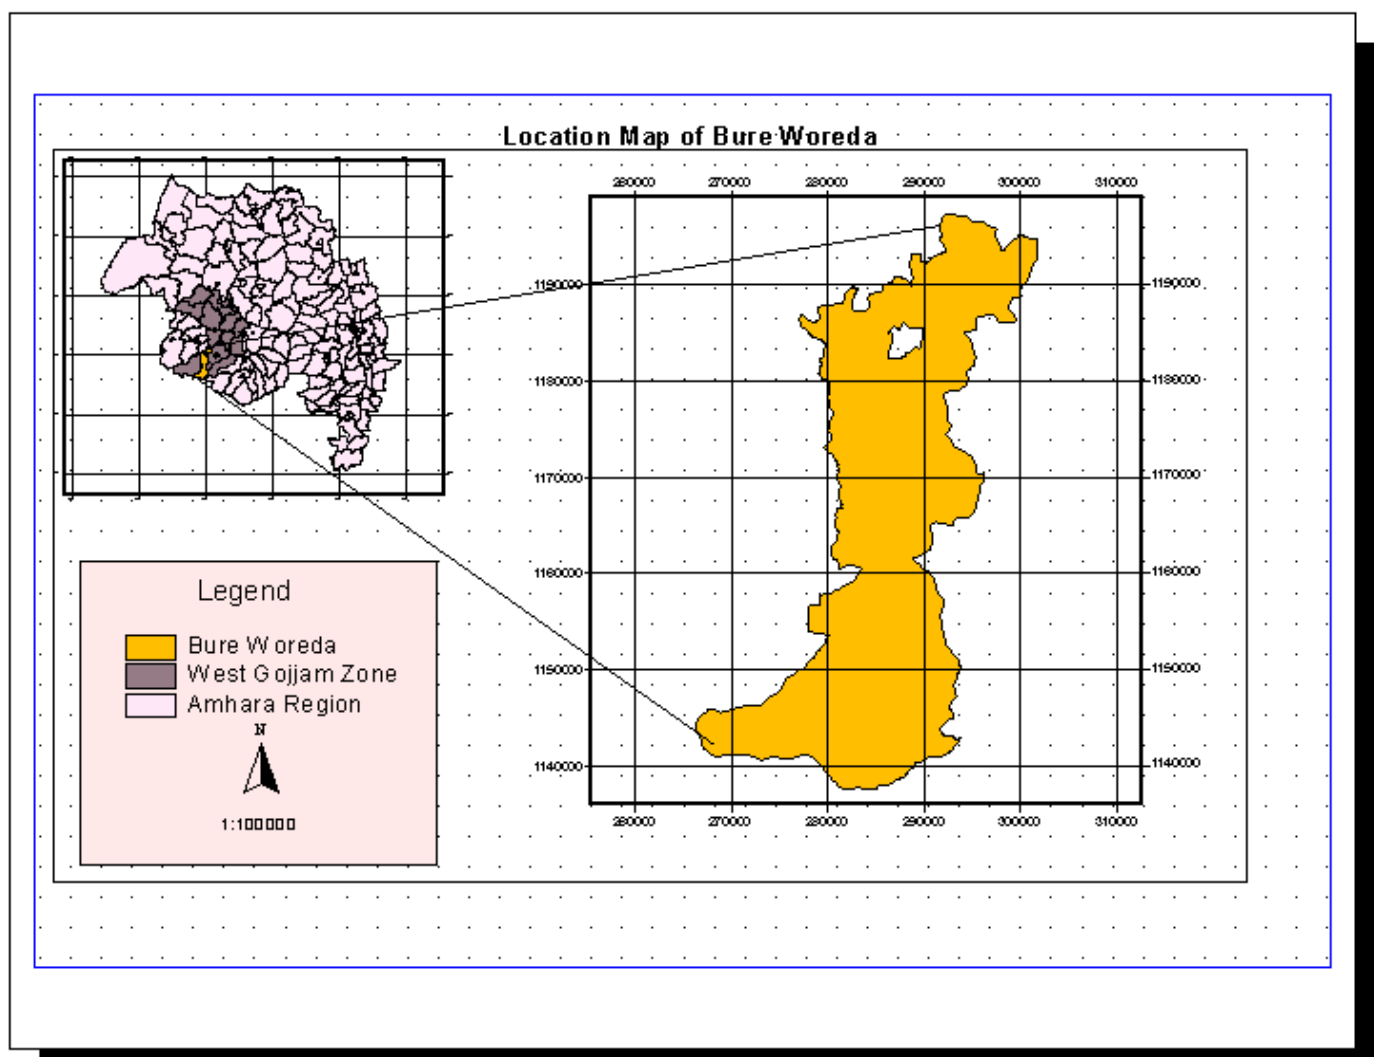 Location Map of Bure Woreda
260000 270000 280000 290000 300000 310000
1190000 1190000
1180000 1180000
1170000 1170000
1160000 1160000
1150000 1150000
1140000 1140000
260000 270000 280000 290000 300000 310000
Legend
Bure Woreda
West Gojjam Zone
Amhara Region
N
1:100000